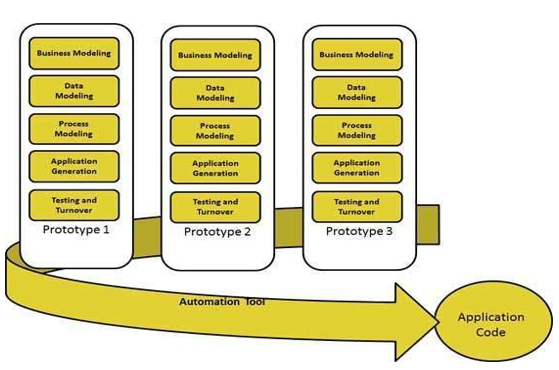 Business Modeling
Data
Modeling
Process
Modeling
Application
Generation
Testing and
Turnover
Prototype 1
Business Modeling
Data
Modeling
Process
Modeling
Application
Generation
Testing and
Turnover
Prototype 2
Business Modeling
Data
Modeling
Process
Modeling
Application
Generation
Testing and
Turnover
Prototype 3
Automation Tool
Application
Code